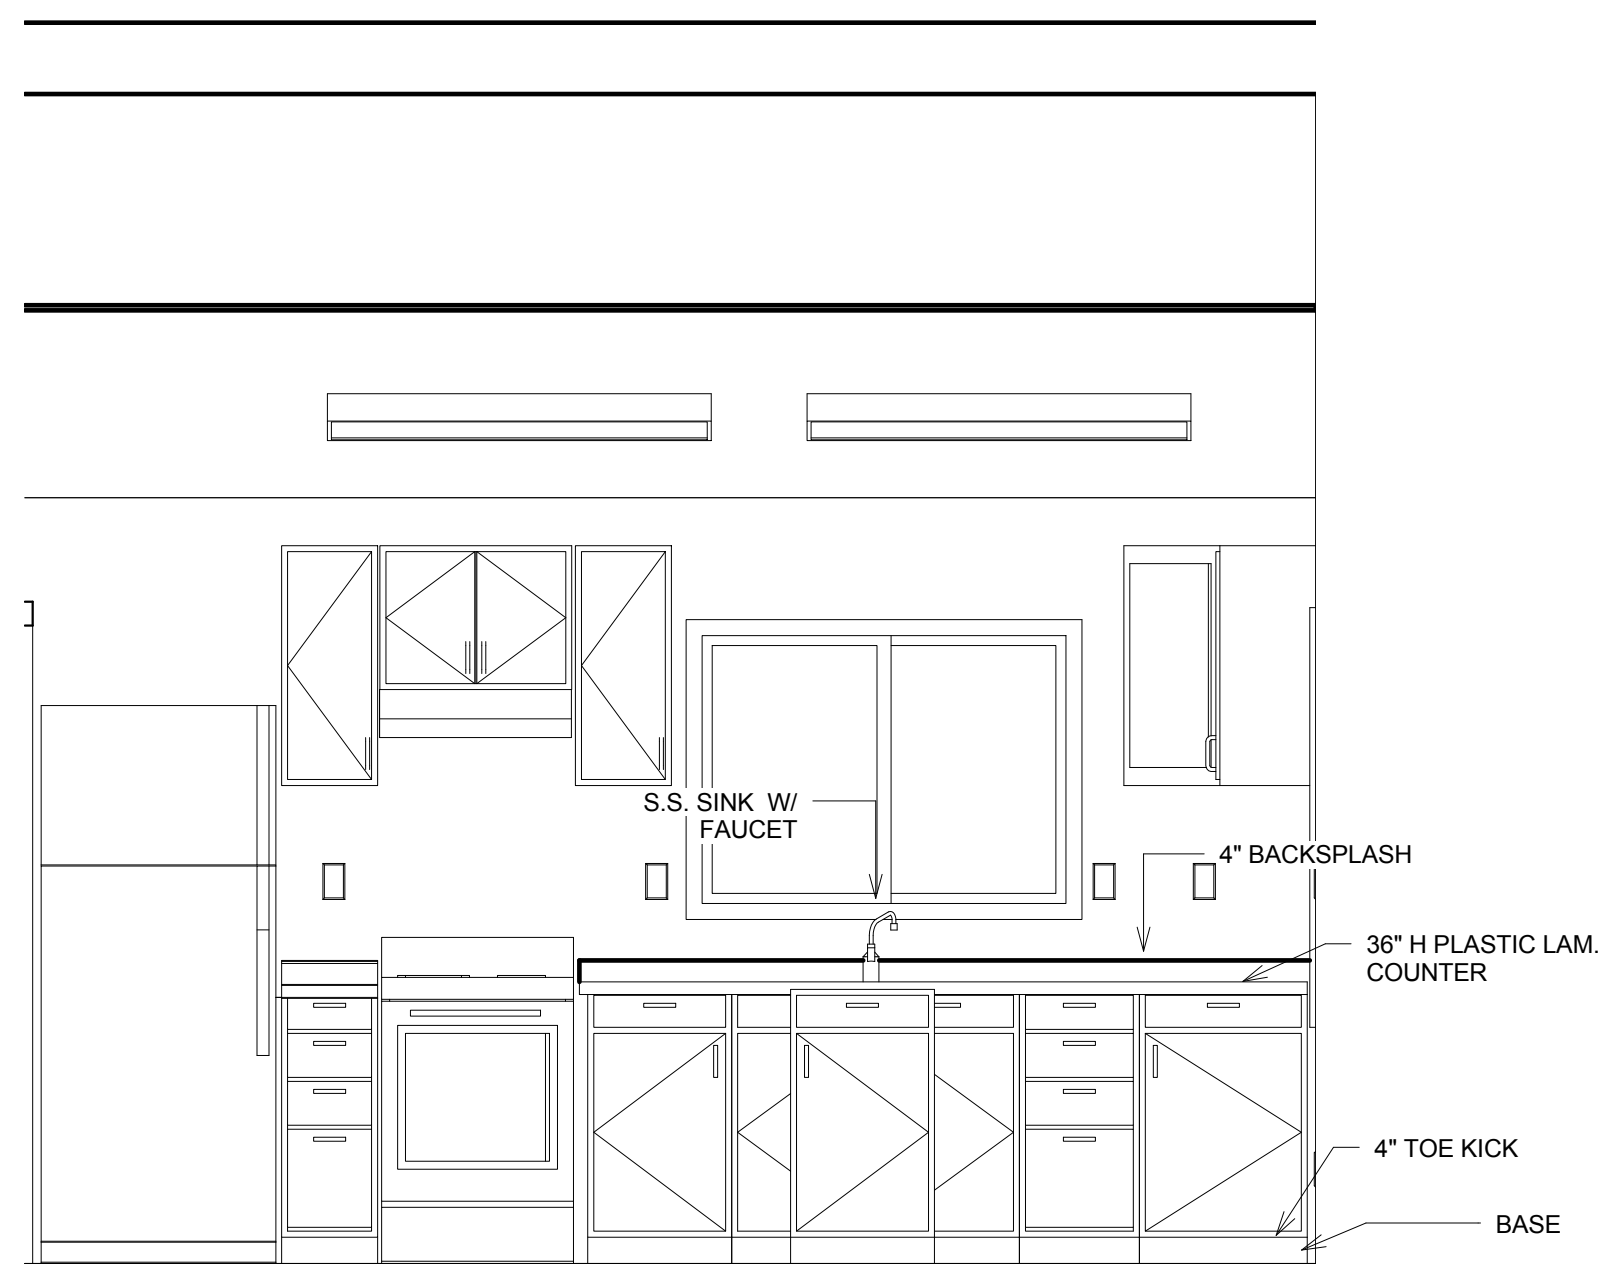 S.S. SINK W/
FAUCET
4" BACKSPLASH
36" H PLASTIC LAM.
COUNTER
4" TOE KICK
BASE